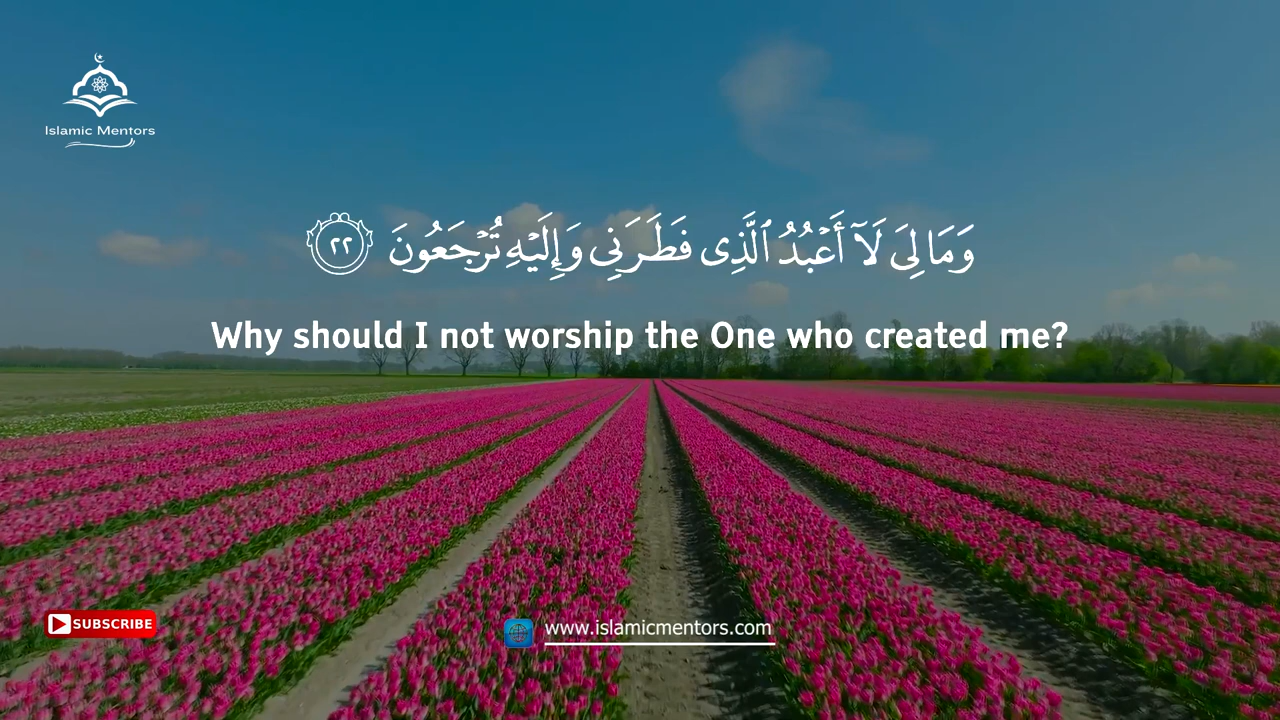 Islamic Mentors
وَمَا لِىَ لَآ أَعۡبُدُ ٱلَّذِى فَطَرَنِى وَإِلَيۡهِ تُرۡجَعُونَ ٢٢
Why should I not worship the One who created me?
SUBSCRIBE
www.islamicmentors.com